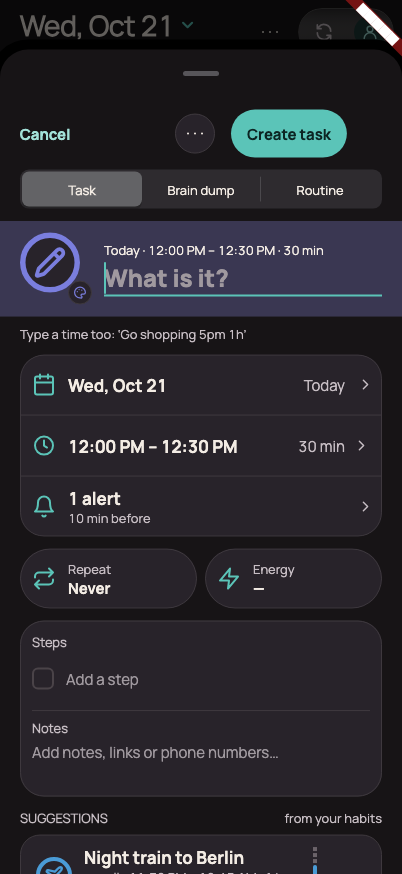 Wed, Oct 21
Cancel
Create task
Task
Brain dump
Routine
Today · 12:00 PM – 12:30 PM · 30 min
What is it?
Type a time too: 'Go shopping 5pm 1h'
Wed, Oct 21
Today
12:00 PM – 12:30 PM
30 min
1 alert
10 min before
Repeat
Never
Energy
—
Steps
Add a step
Notes
Add notes, links or phone numbers…
SUGGESTIONS
from your habits
Night train to Berlin